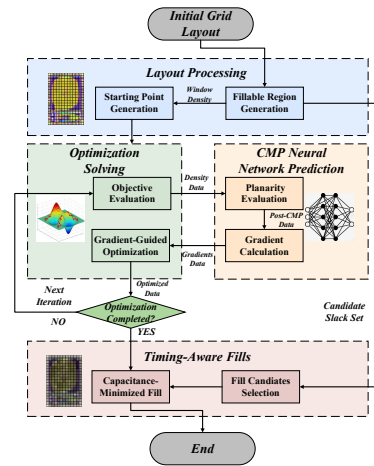 Initial Grid
Layout
Layout Processing
Starting Point
Generation
Window
Density
Fillable Region
Generation
Optimization
Solving
CMP Neural
Network Prediction
Objective
Evaluation
Density
Data
Planarity
Evaluation
Post-CMP
Data
Gradient-Guided
Optimization
Gradients Data
Gradient
Calculation
Optimized
Data
Next
Iteration
NO
Optimization
Completed?
YES
Candidate
Slack Set
Timing-Aware Fills
Capacitance-
Minimized Fill
Fill Candiates
Selection
End